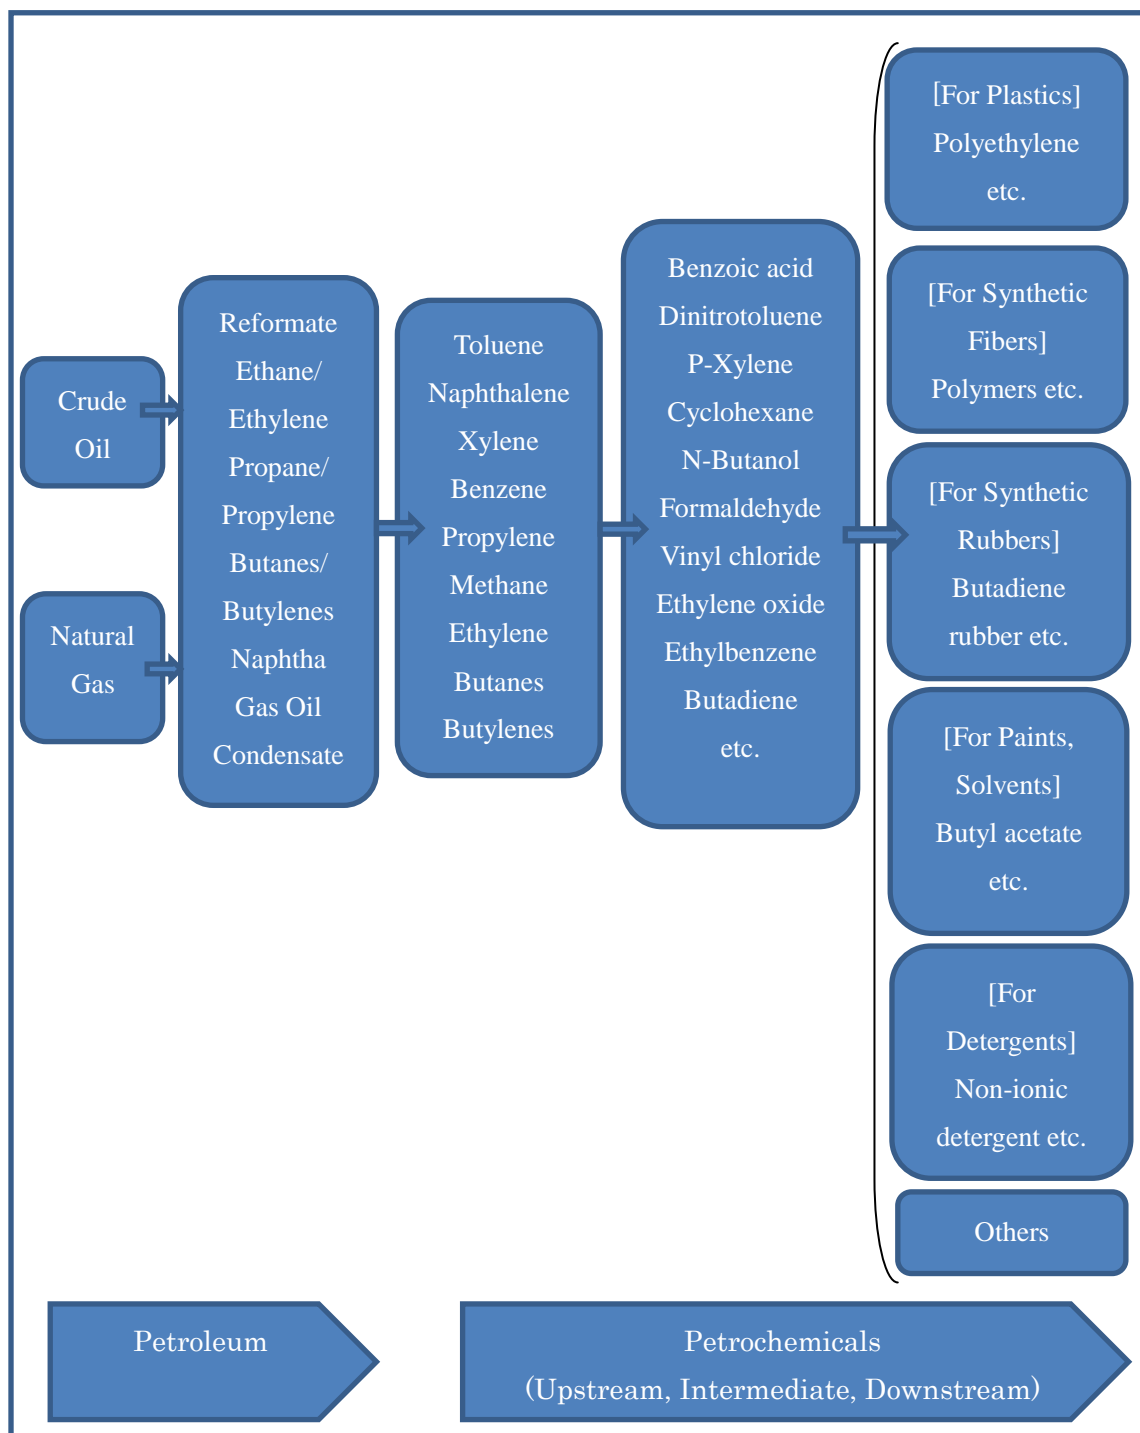 Crude
Oil
Natural
Gas
Reformate
Ethane/
Ethylene
Propane/
Propylene
Butanes/
Butylenes
Naphtha
Gas Oil
Condensate
Toluene
Naphthalene
Xylene
Benzene
Propylene
Methane
Ethylene
Butanes
Butylenes
Benzoic acid
Dinitrotoluene
P-Xylene
Cyclohexane
N-Butanol
Formaldehyde
Vinyl chloride
Ethylene oxide
Ethylbenzene
Butadiene
etc.
[For Plastics]
Polyethylene
etc.
[For Synthetic
Fibers]
Polymers etc.
[For Synthetic
Rubbers]
Butadiene
rubber etc.
[For Paints,
Solvents]
Butyl acetate
etc.
[For
Detergents]
Non-ionic
detergent etc.
Others
Petroleum
Petrochemicals
(Upstream, Intermediate, Downstream)